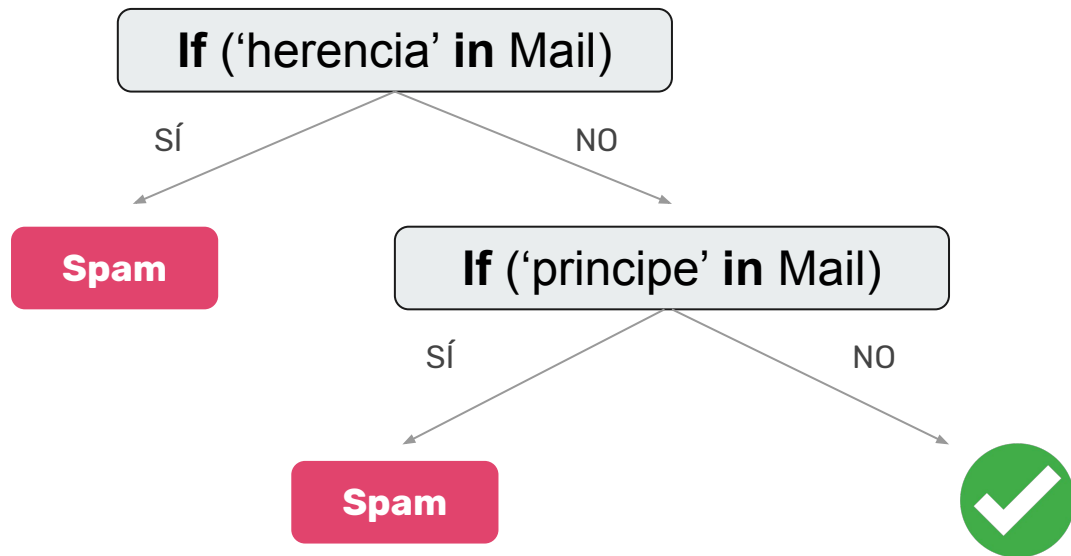 If (‘herencia’ in Mail)
SÍ
NO
Spam
If (‘principe’ in Mail)
SÍ
NO
Spam